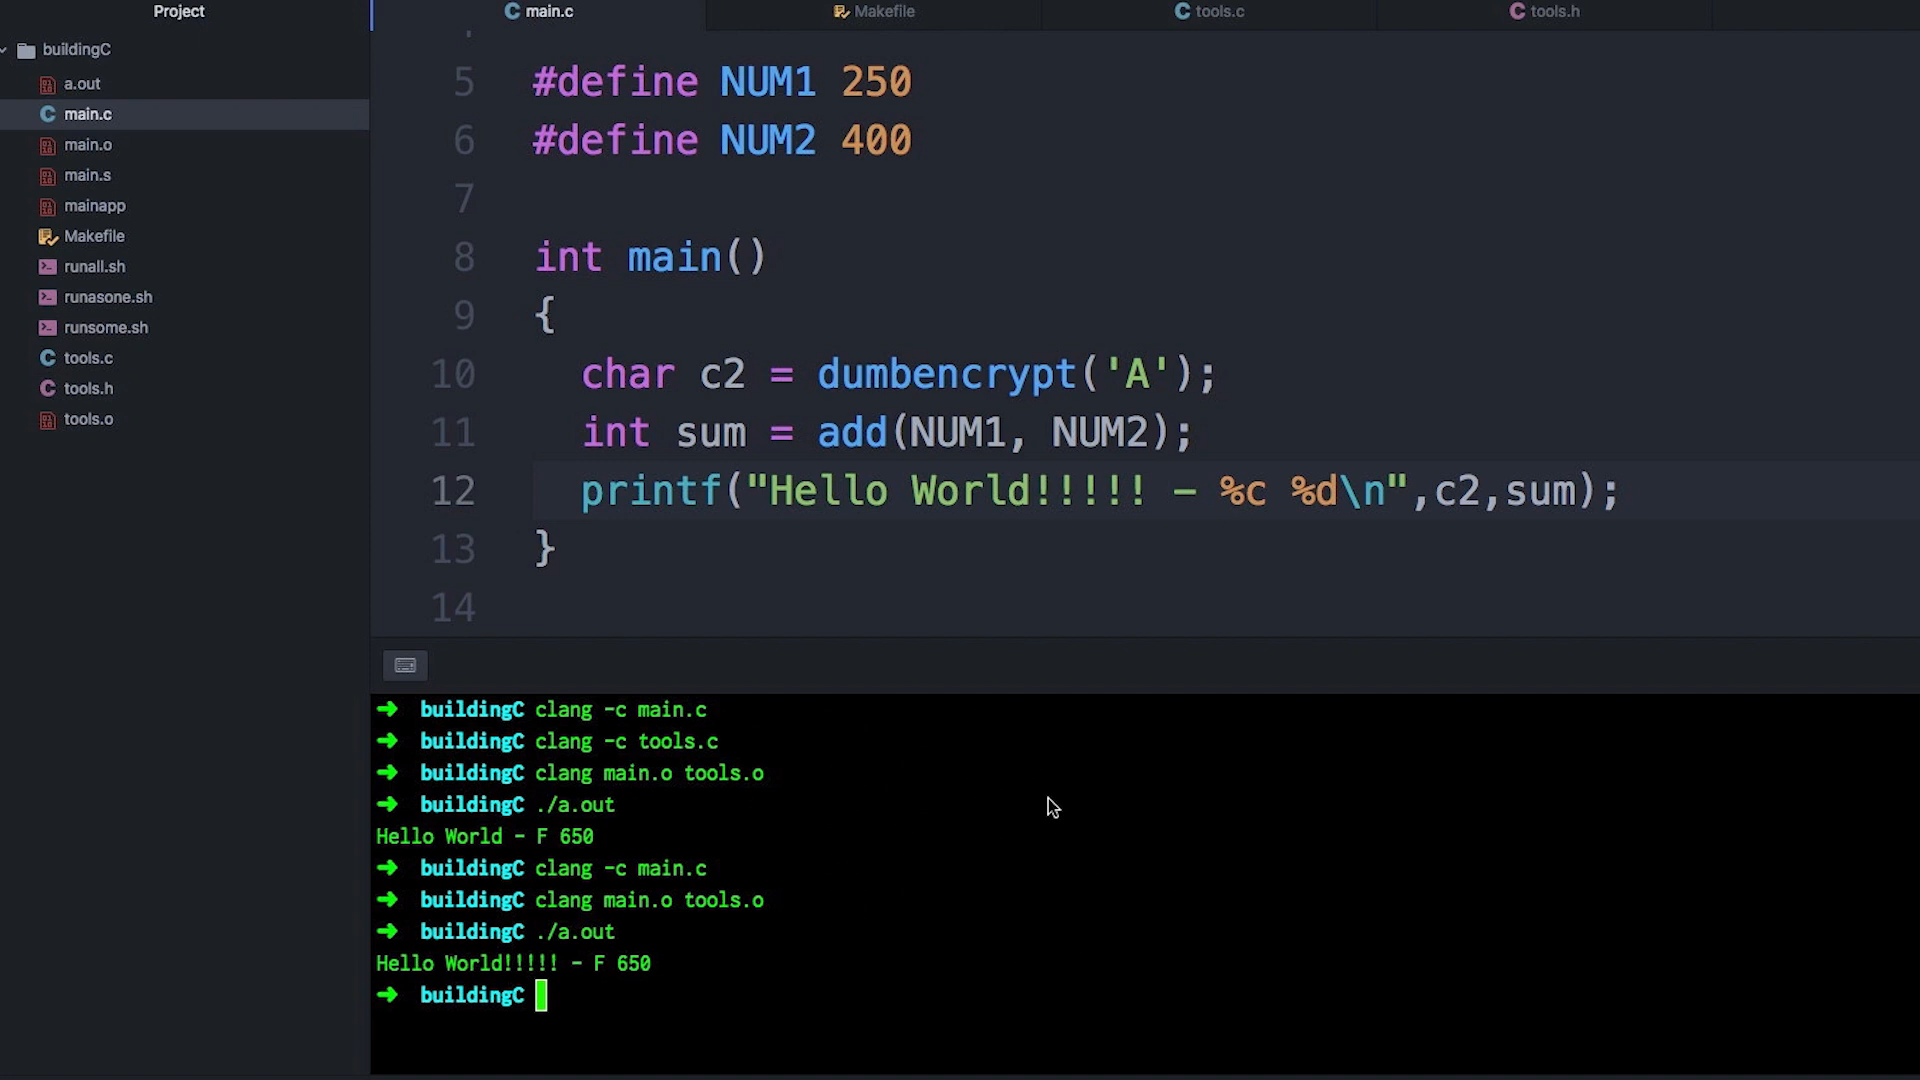 Project
main.c
Makefile
tools.c
tools.h
buildingC
a.out
main.c
main.o
main.s
mainapp
Makefile
runall.sh
runasone.sh
runsome.sh
tools.c
tools.h
tools.o
5 #define NUM1 250
6 #define NUM2 400
7
8 int main()
9 {
10 char c2 = dumbencrypt('A');
11 int sum = add(NUM1, NUM2);
12 printf("Hello World!!!!! - %c %d\n",c2,sum);
13 }
14
➜ buildingC clang -c main.c
➜ buildingC clang -c tools.c
➜ buildingC clang main.o tools.o
➜ buildingC ./a.out
Hello World - F 650
➜ buildingC clang -c main.c
➜ buildingC clang main.o tools.o
➜ buildingC ./a.out
Hello World!!!!! - F 650
➜ buildingC